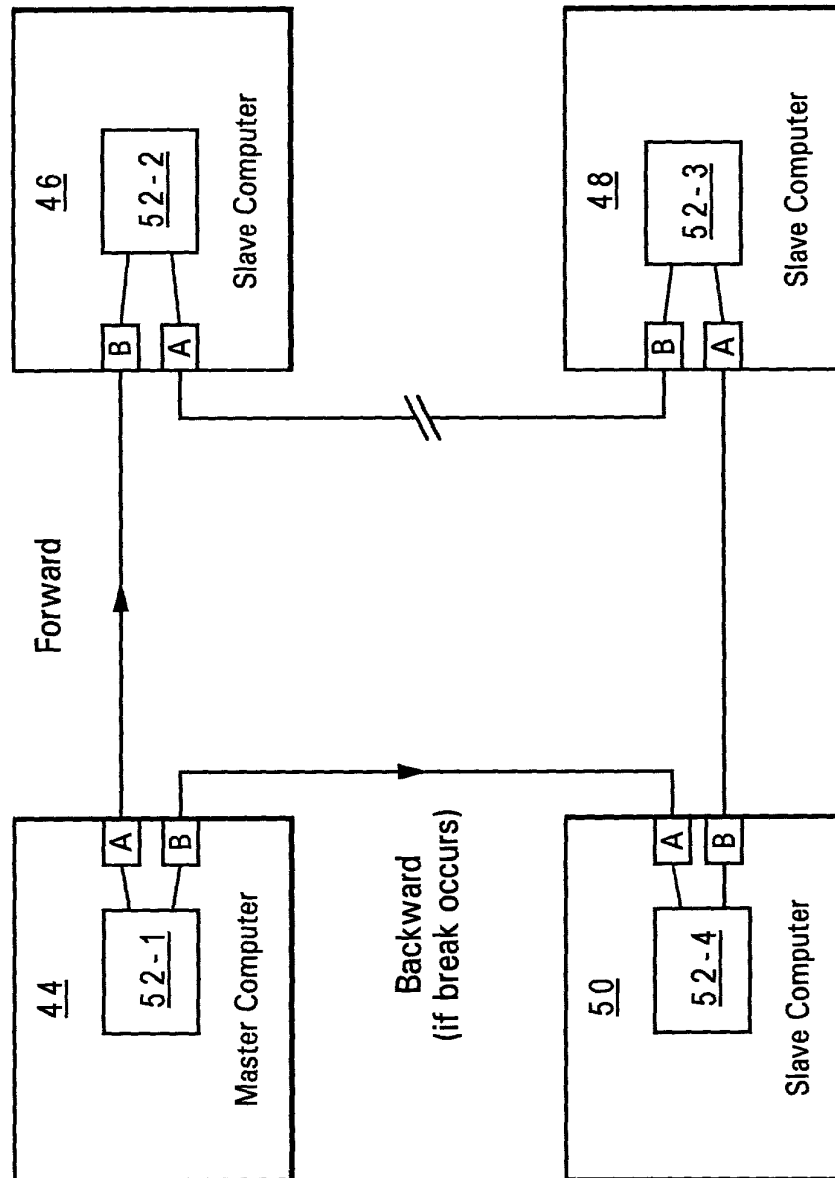 44
52-1
A
B
Master Computer
Forward
46
B
A
52-2
Slave Computer
Backward
(if break occurs)
50
52-4
A
B
Slave Computer
48
B
A
52-3
Slave Computer